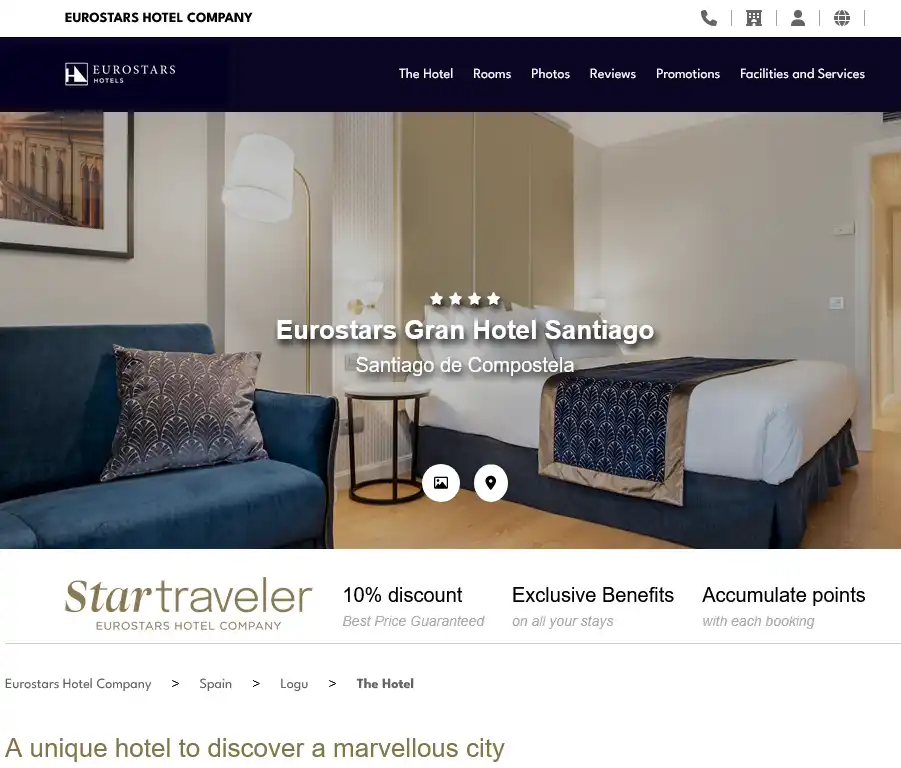 EUROSTARS HOTEL COMPANY
EUROSTARS
HOTELS
The Hotel Rooms Photos Reviews Promotions Facilities and Services
Eurostars Gran Hotel Santiago
Santiago de Compostela
Startraveler
EUROSTARS HOTEL COMPANY
10% discount Exclusive Benefits Accumulate points
Best Price Guaranteed on all your stays with each booking
Eurostars Hotel Company > Spain > Logu > The Hotel
A unique hotel to discover a marvellous city